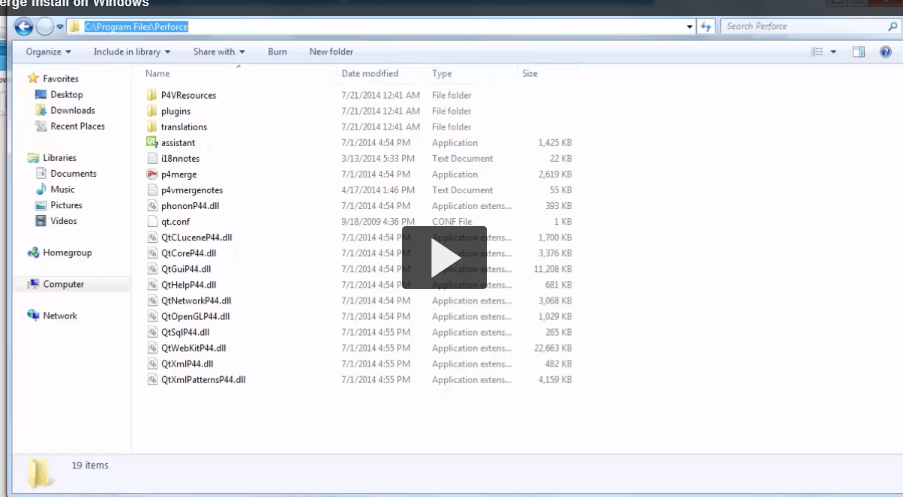 erge Install on Windows
C:\Program Files\Perforce
Search Perforce
Organize Include in library Share with Burn New folder
Favorites
Desktop
Downloads
Recent Places
Libraries
Documents
Music
Pictures
Videos
Homegroup
Computer
Network
Name Date modified Type Size
P4VResources 7/21/2014 12:41 AM File folder
plugins 7/21/2014 12:41 AM File folder
translations 7/21/2014 12:41 AM File folder
assistant 7/1/2014 4:54 PM Application 1,425 KB
i18nnotes 3/13/2014 5:33 PM Text Document 22 KB
p4merge 7/1/2014 4:54 PM Application 2,619 KB
p4vmergenotes 4/17/2014 1:46 PM Text Document 55 KB
phononP44.dll 7/1/2014 4:54 PM Application extens... 393 KB
qt.conf 9/18/2009 4:36 PM CONF File 1 KB
QtCLuceneP44.dll 7/1/2014 4:54 PM Application extens... 1,700 KB
QtCoreP44.dll 7/1/2014 4:54 extens... 3,376 KB
QtGuiP44.dll 7/1/2014 4:54 extens... 11,208 KB
QtHelpP44.dll 7/1/2014 4:54 extens... 681 KB
QtNetworkP44.dll 7/1/2014 4:54 PM Application extens... 3,068 KB
QtOpenGLP44.dll 7/1/2014 4:54 PM Application extens... 1,029 KB
QtSqlP44.dll 7/1/2014 4:55 PM Application extens... 265 KB
QtWebKitP44.dll 7/1/2014 4:55 PM Application extens... 22,663 KB
QtXmlP44.dll 7/1/2014 4:55 PM Application extens... 482 KB
QtXmlPatternsP44.dll 7/1/2014 4:55 PM Application extens... 4,159 KB
19 items